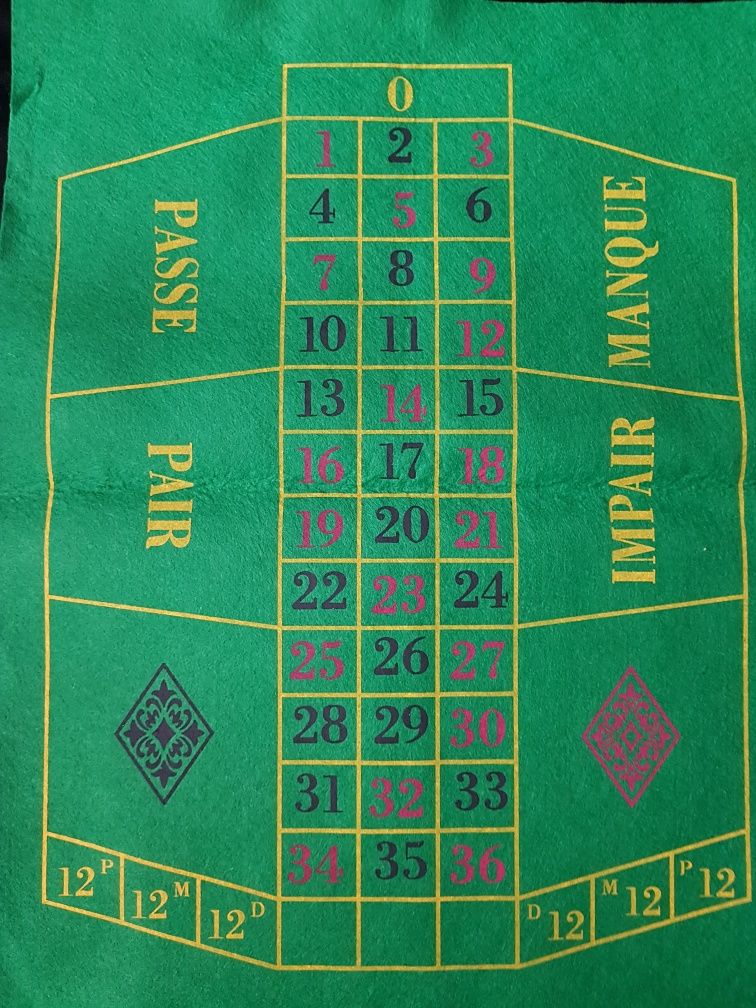 0
1 2 3
4 5 6
7 8 9
10 11 12
13 14 15
16 17 18
19 20 21
22 23 24
25 26 27
28 29 30
31 32 33
34 35 36
PASSE
PAIR
MANQUE
IMPAIR
12P 12M 12D
D12 M12 P12